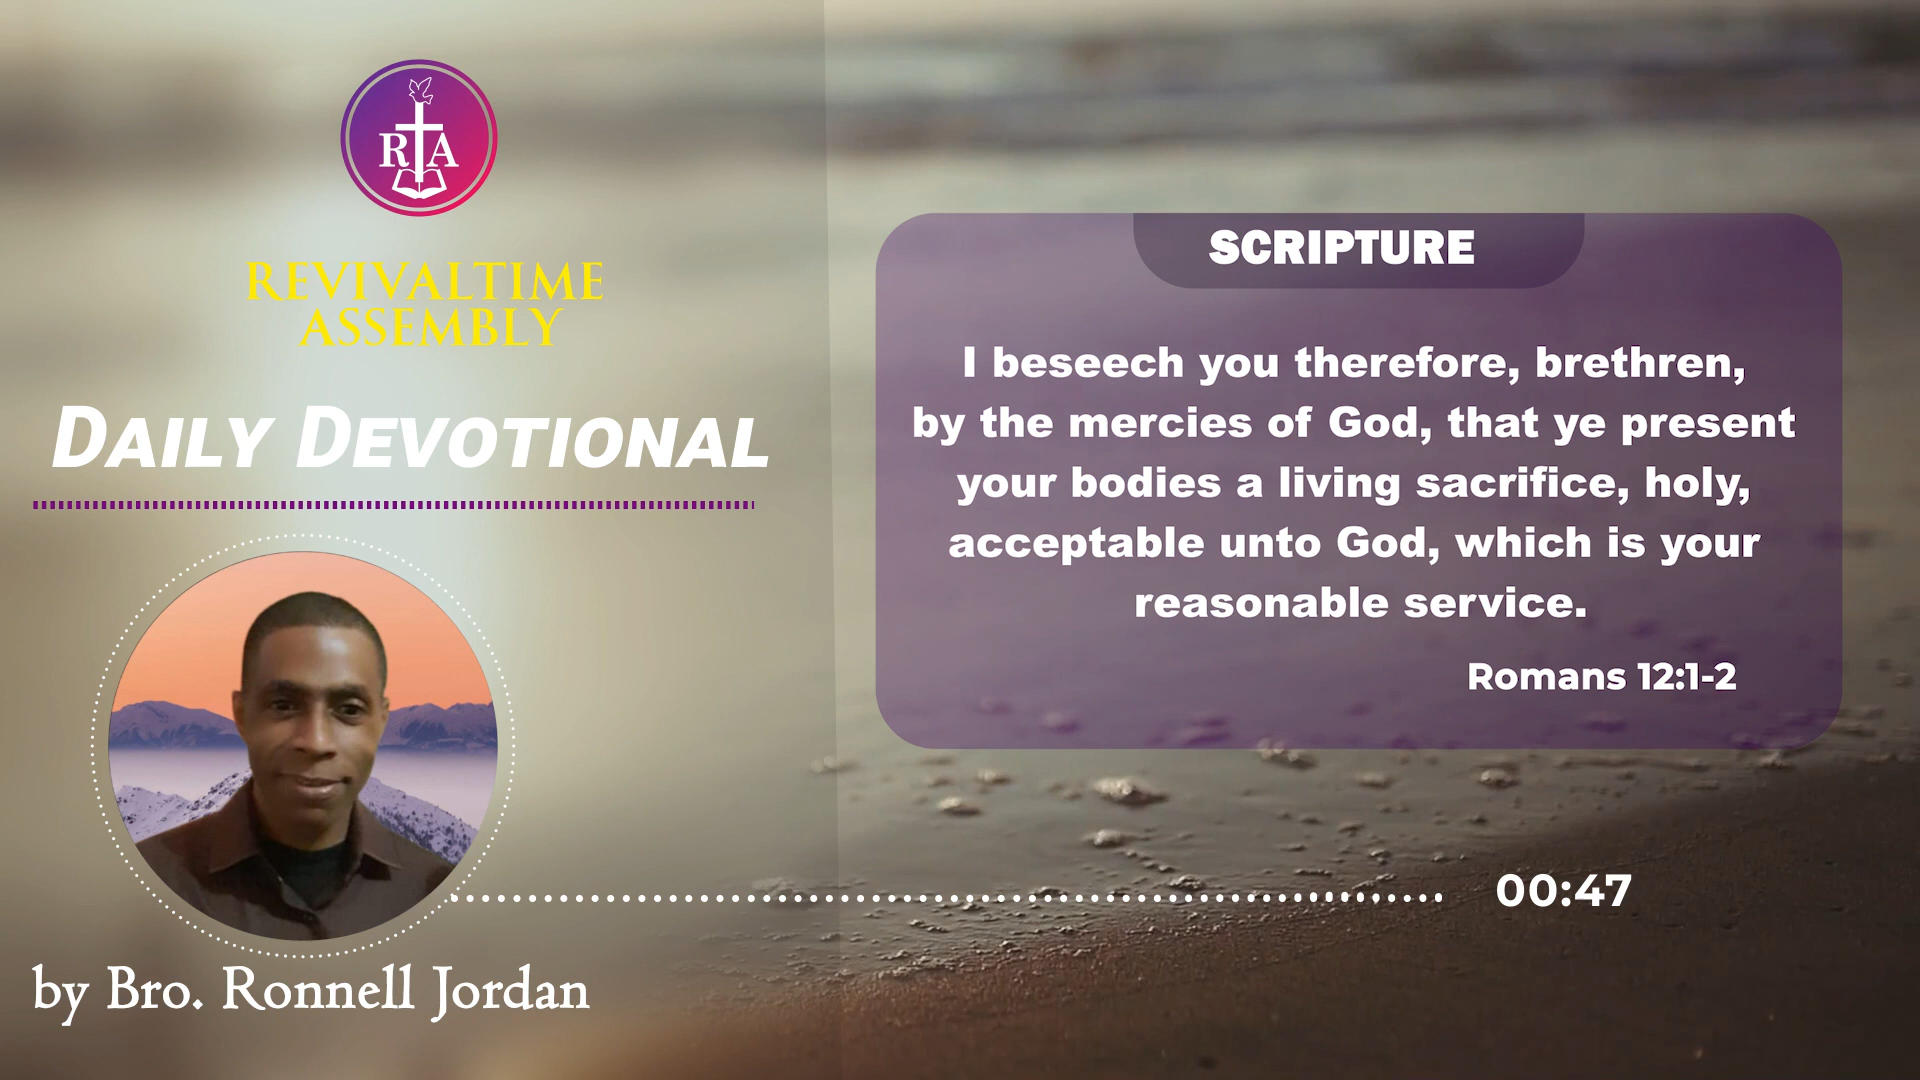 R A
REVIVALTIME
ASSEMBLY
DAILY DEVOTIONAL
by Bro. Ronnell Jordan
SCRIPTURE
I beseech you therefore, brethren,
by the mercies of God, that ye present
your bodies a living sacrifice, holy,
acceptable unto God, which is your
reasonable service.
Romans 12:1-2
00:47